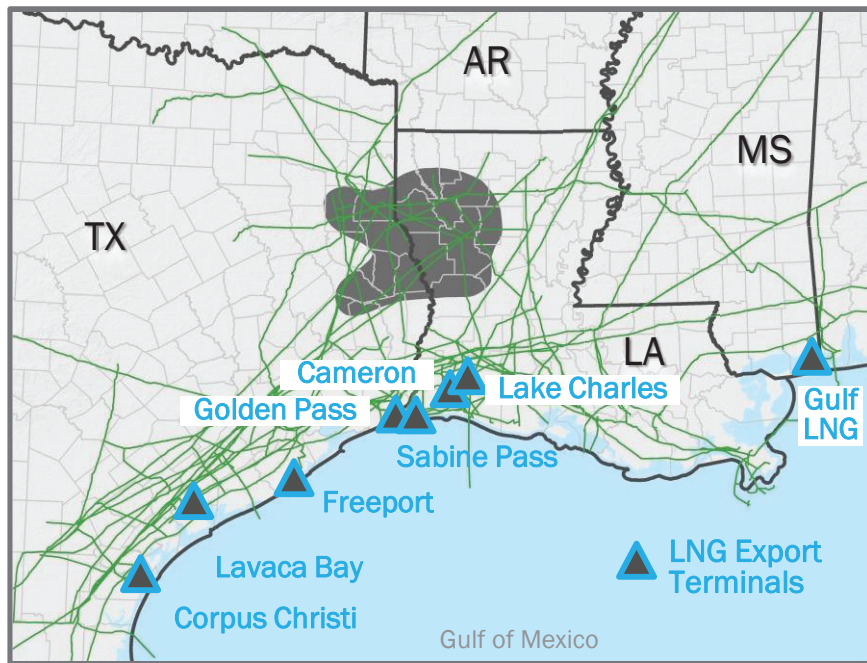 AR
MS
TX
LA
Cameron
Lake Charles
Golden Pass
Gulf
LNG
Sabine Pass
Freeport
LNG Export
Terminals
Lavaca Bay
Corpus Christi
Gulf of Mexico